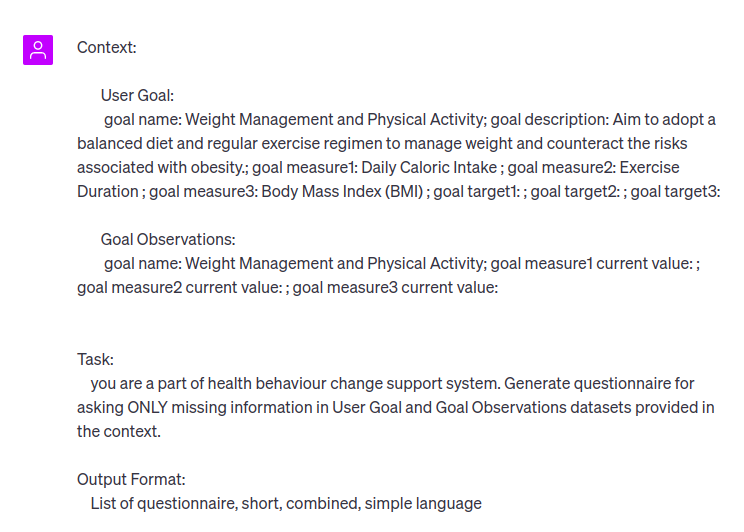 Context:
User Goal:
goal name: Weight Management and Physical Activity; goal description: Aim to adopt a
balanced diet and regular exercise regimen to manage weight and counteract the risks
associated with obesity.; goal measure1: Daily Caloric Intake ; goal measure2: Exercise
Duration ; goal measure3: Body Mass Index (BMI) ; goal target1: ; goal target2: ; goal target3:
Goal Observations:
goal name: Weight Management and Physical Activity; goal measure1 current value: ;
goal measure2 current value: ; goal measure3 current value:
Task:
you are a part of health behaviour change support system. Generate questionnaire for
asking ONLY missing information in User Goal and Goal Observations datasets provided in
the context.
Output Format:
List of questionnaire, short, combined, simple language